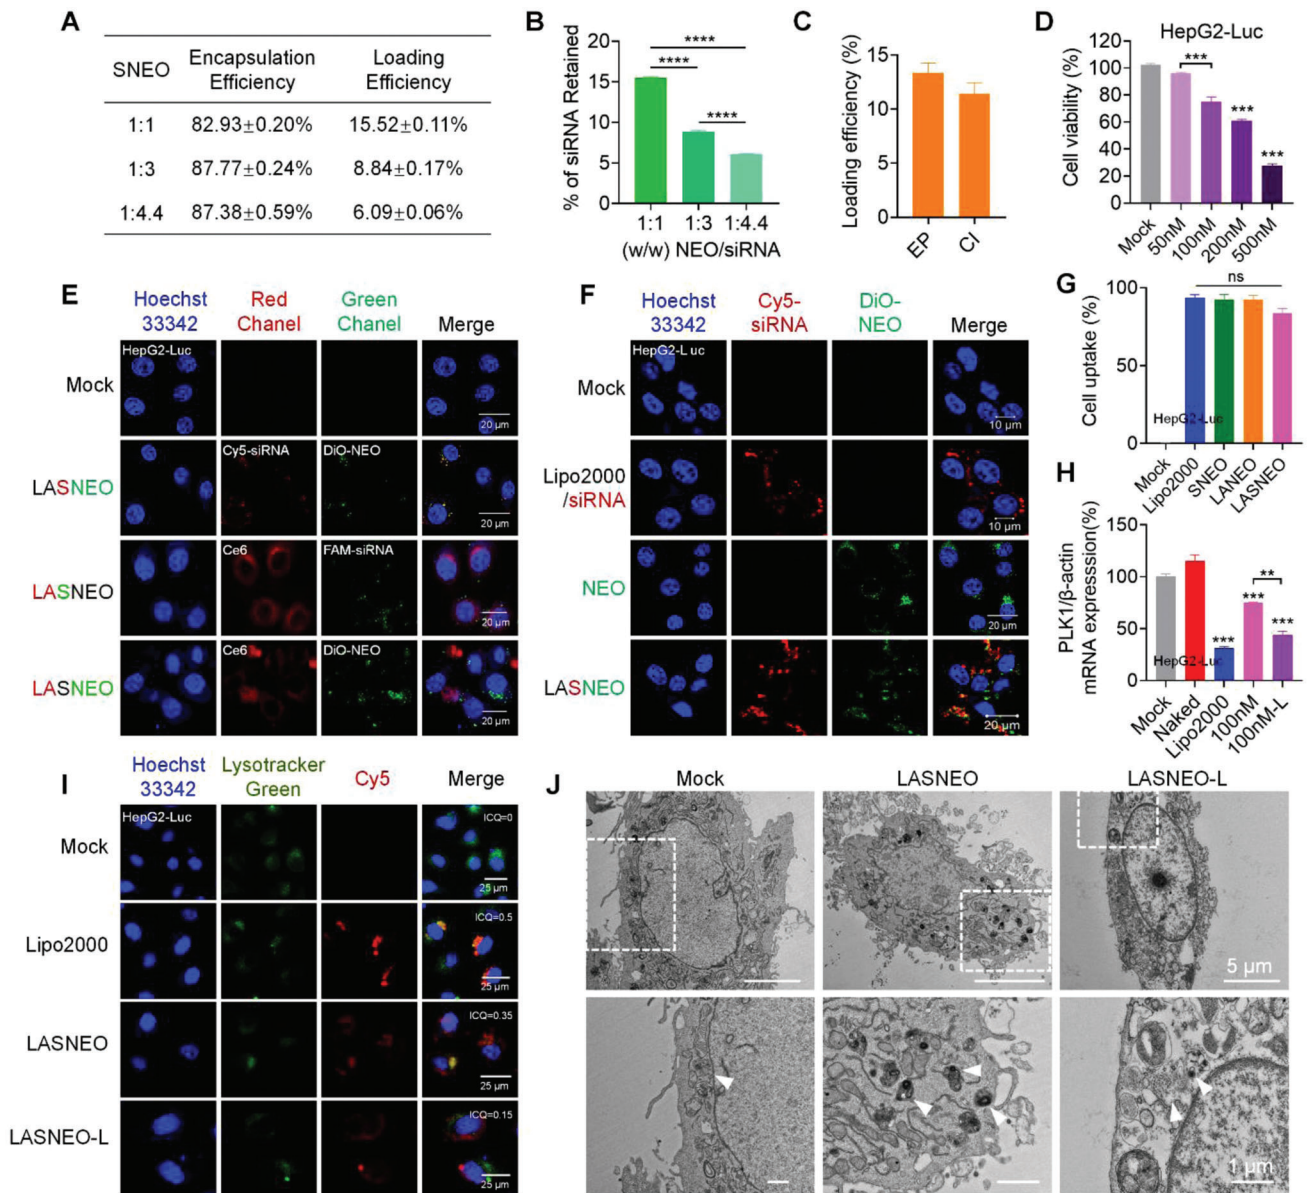 A
SNEO Encapsulation Efficiency Loading Efficiency
1:1 82.93±0.20% 15.52±0.11%
1:3 87.77±0.24% 8.84±0.17%
1:4.4 87.38±0.59% 6.09±0.06%
B
% of siRNA Retained
20
15
10
5
0
****
****
****
1:1 1:3 1:4.4
(w/w) NEO/siRNA
C
Loading efficiency (%)
15
10
5
0
EP CI
D
HepG2-Luc
Cell viability (%)
120
100
80
60
40
20
0
***
***
***
Mock 50nM 100nM 200nM 500nM
E
Hoechst 33342 Red Chanel Green Chanel Merge
Mock
HepG2-Luc
20 µm
LASNEO
Cy5-siRNA DiO-NEO
20 µm
LASNEO
Ce6 FAM-siRNA
20 µm
LASNEO
Ce6 DiO-NEO
20 µm
F
Hoechst 33342 Cy5-siRNA DiO-NEO Merge
Mock
HepG2-L uc
10 µm
Lipo2000
/siRNA
10 µm
NEO
20 µm
LASNEO
20 µm
G
Cell uptake (%)
100
50
0
ns
HepG2-Luc
Mock Lipo2000 SNEO LANEO LASNEO
H
PLK1/β-actin
mRNA expresssion(%)
150
100
50
0
***
***
**
***
HepG2-Luc
Mock Naked Lipo2000 100nM 100nM-L
I
Hoechst 33342 Lysotracker Green Cy5 Merge
Mock
HepG2-Luc
ICQ=0
25 µm
Lipo2000
ICQ=0.5
25 µm
LASNEO
ICQ=0.35
25 µm
LASNEO-L
ICQ=0.15
25 µm
J
Mock LASNEO LASNEO-L
5 µm
1 µm